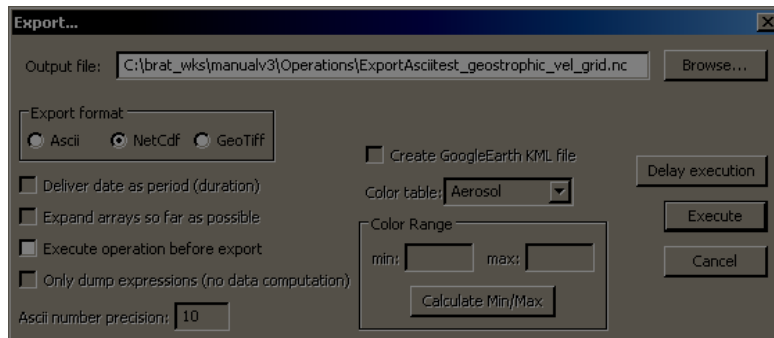 Export...
Output file: C:\brat_wks\manualv3\Operations\ExportAsciitest_geostrophic_vel_grid.nc Browse...
Export format
Ascii NetCdf GeoTiff
Create GoogleEarth KML file
Delay execution
Deliver date as period (duration)
Color table: Aerosol
Expand arrays so far as possible
Execute
Color Range
Execute operation before export
min: max:
Cancel
Only dump expressions (no data computation)
Calculate Min/Max
Ascii number precision: 10